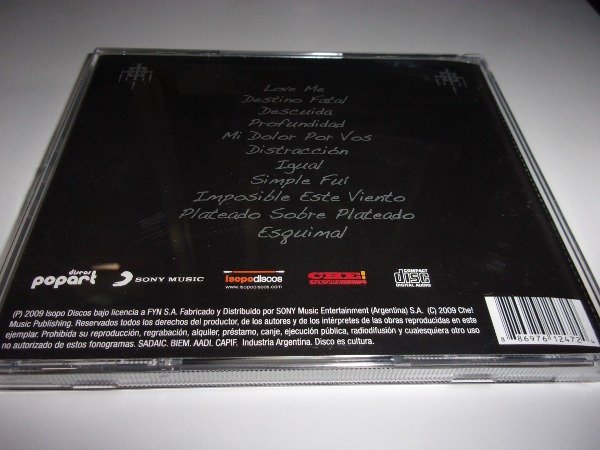 Love Me
Destino Fatal
Descuida
Profundidad
Mi Dolor Por Vos
Distracción
Igual
Simple Fui
Imposible Este Viento
Plateado Sobre Plateado
Esquimal
discos
popart
SONY MUSIC
isopodiscos
www.isopodiscos.com
CHE!
COMPACT
disc
DIGITAL AUDIO
(P) 2009 Isopo Discos bajo licencia a FYN S.A. Fabricado y Distribuido por SONY Music Entertainment (Argentina) S.A. (C) 2009 Che!
Music Publishing. Reservados todos los derechos del productor, de los autores y de los intérpretes de las obras reproducidas en este
ejemplar. Prohibida su reproducción, regrabación, alquiler, préstamo, canje, ejecución pública, radiodifusión y cualesquiera otro uso
no autorizado de estos fonogramas. SADAIC. BIEM. AADI. CAPIF. Industria Argentina. Disco es cultura.
8 86976 12472